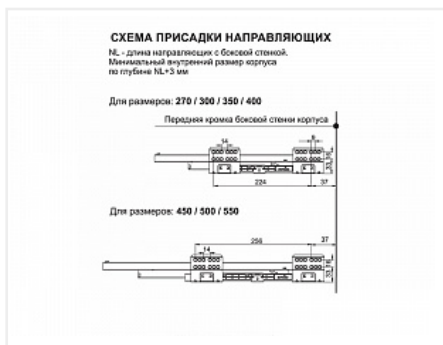 СХЕМА ПРИСАДКИ НАПРАВЛЯЮЩИХ
NL - длина направляющих с боковой стенкой.
Минимальный внутренний размер корпуса
по глубине NL+3 мм
Для размеров: 270 / 300 / 350 / 400
Передняя кромка боковой стенки корпуса
14
224
37
33
Для размеров: 450 / 500 / 550
256
37
14
33